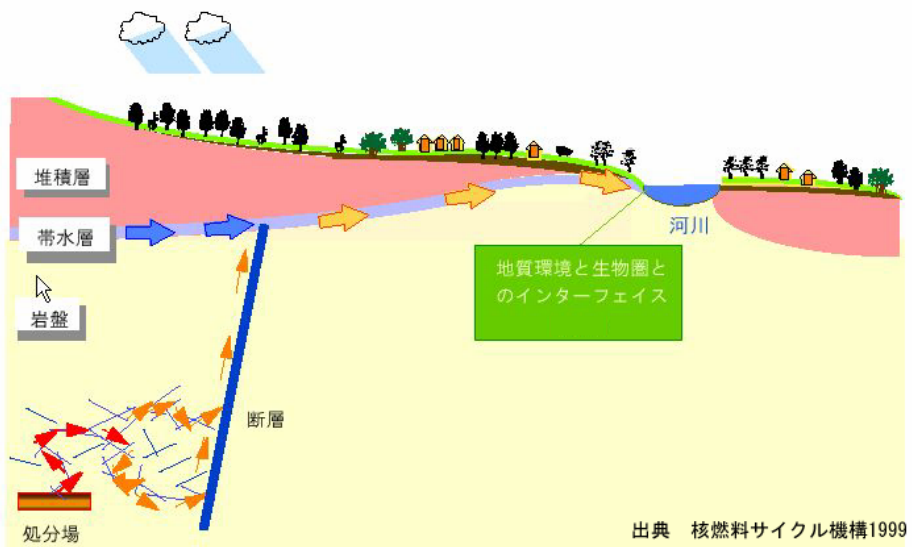 堆積層
帯水層
岩盤
河川
地質環境と生物圏と
のインターフェイス
断層
処分場
出典 核燃料サイクル機構1999